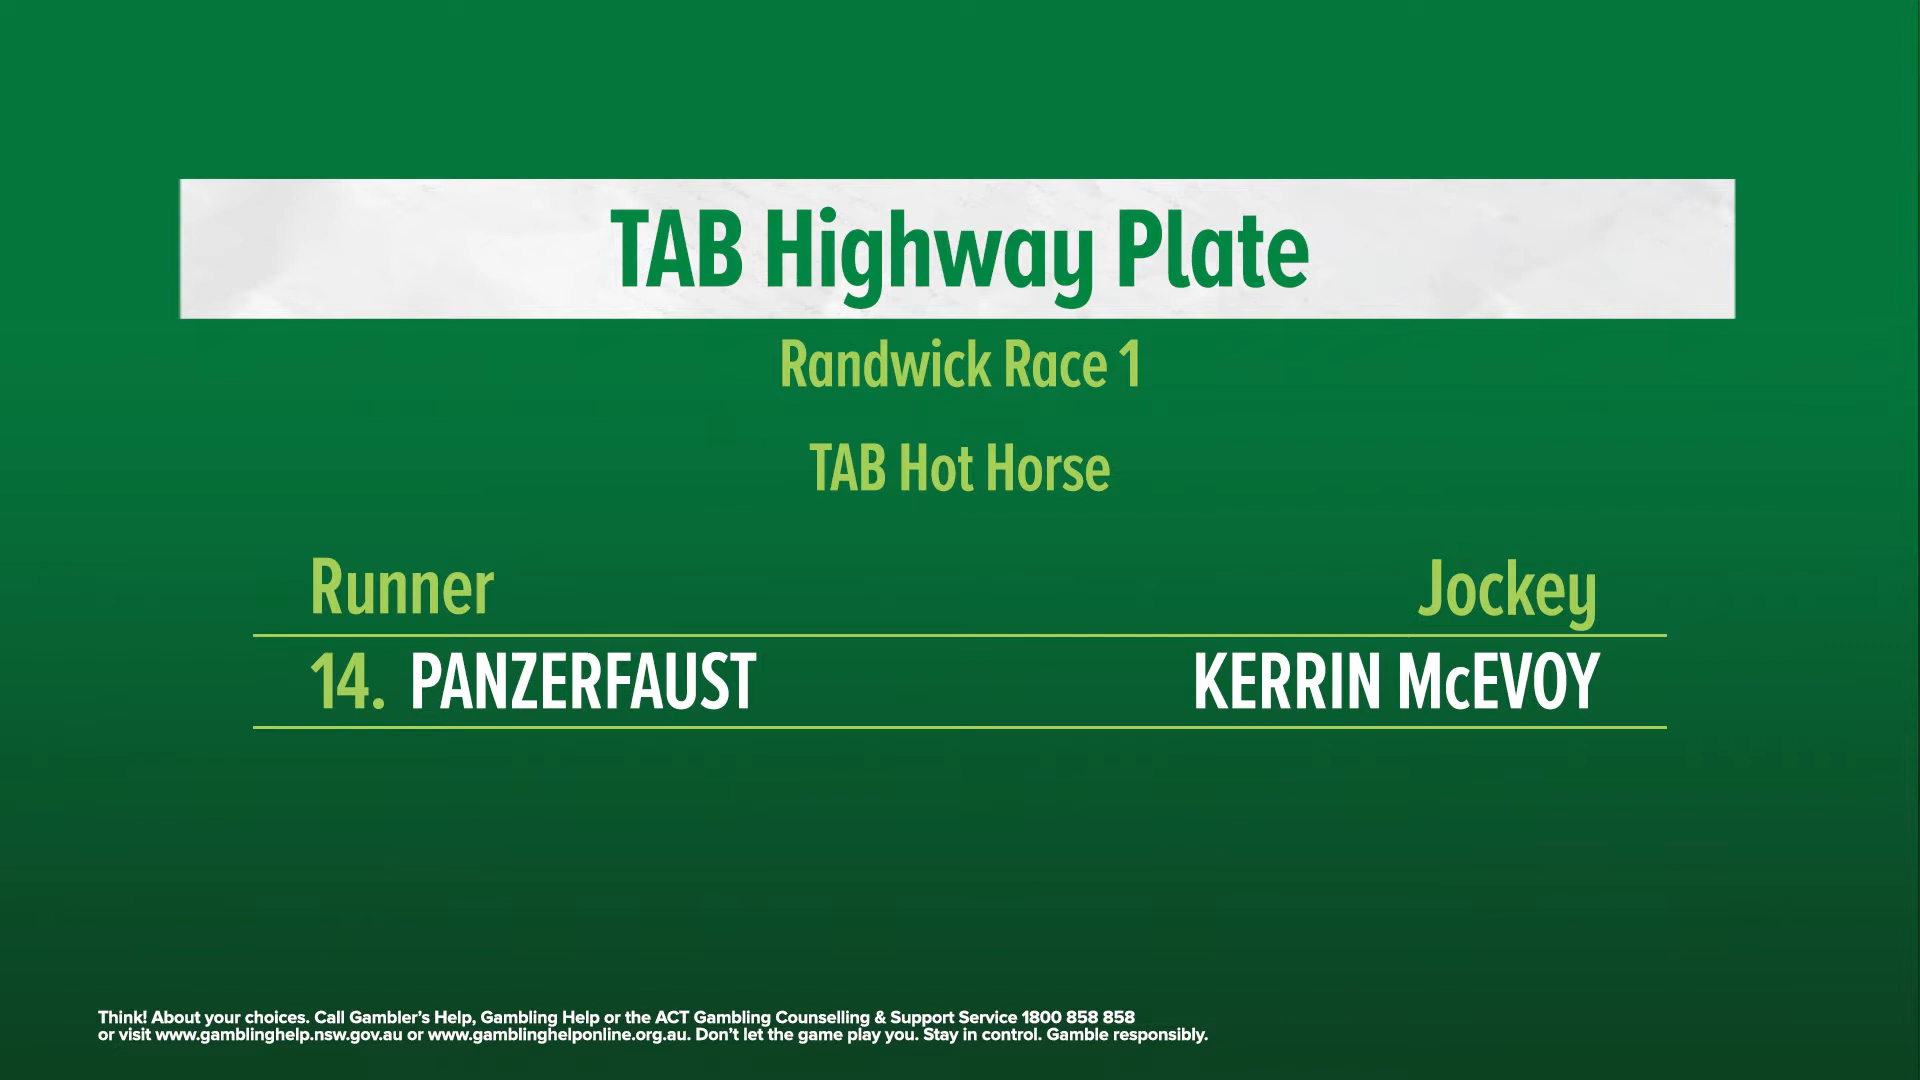 TAB Highway Plate
Randwick Race 1
TAB Hot Horse
Runner Jockey
14. PANZERFAUST KERRIN McEVOY
Think! About your choices. Call Gambler's Help, Gambling Help or the ACT Gambling Counselling & Support Service 1800 858 858
or visit www.gamblinghelp.nsw.gov.au or www.gamblinghelponline.org.au. Don't let the game play you. Stay in control. Gamble responsibly.